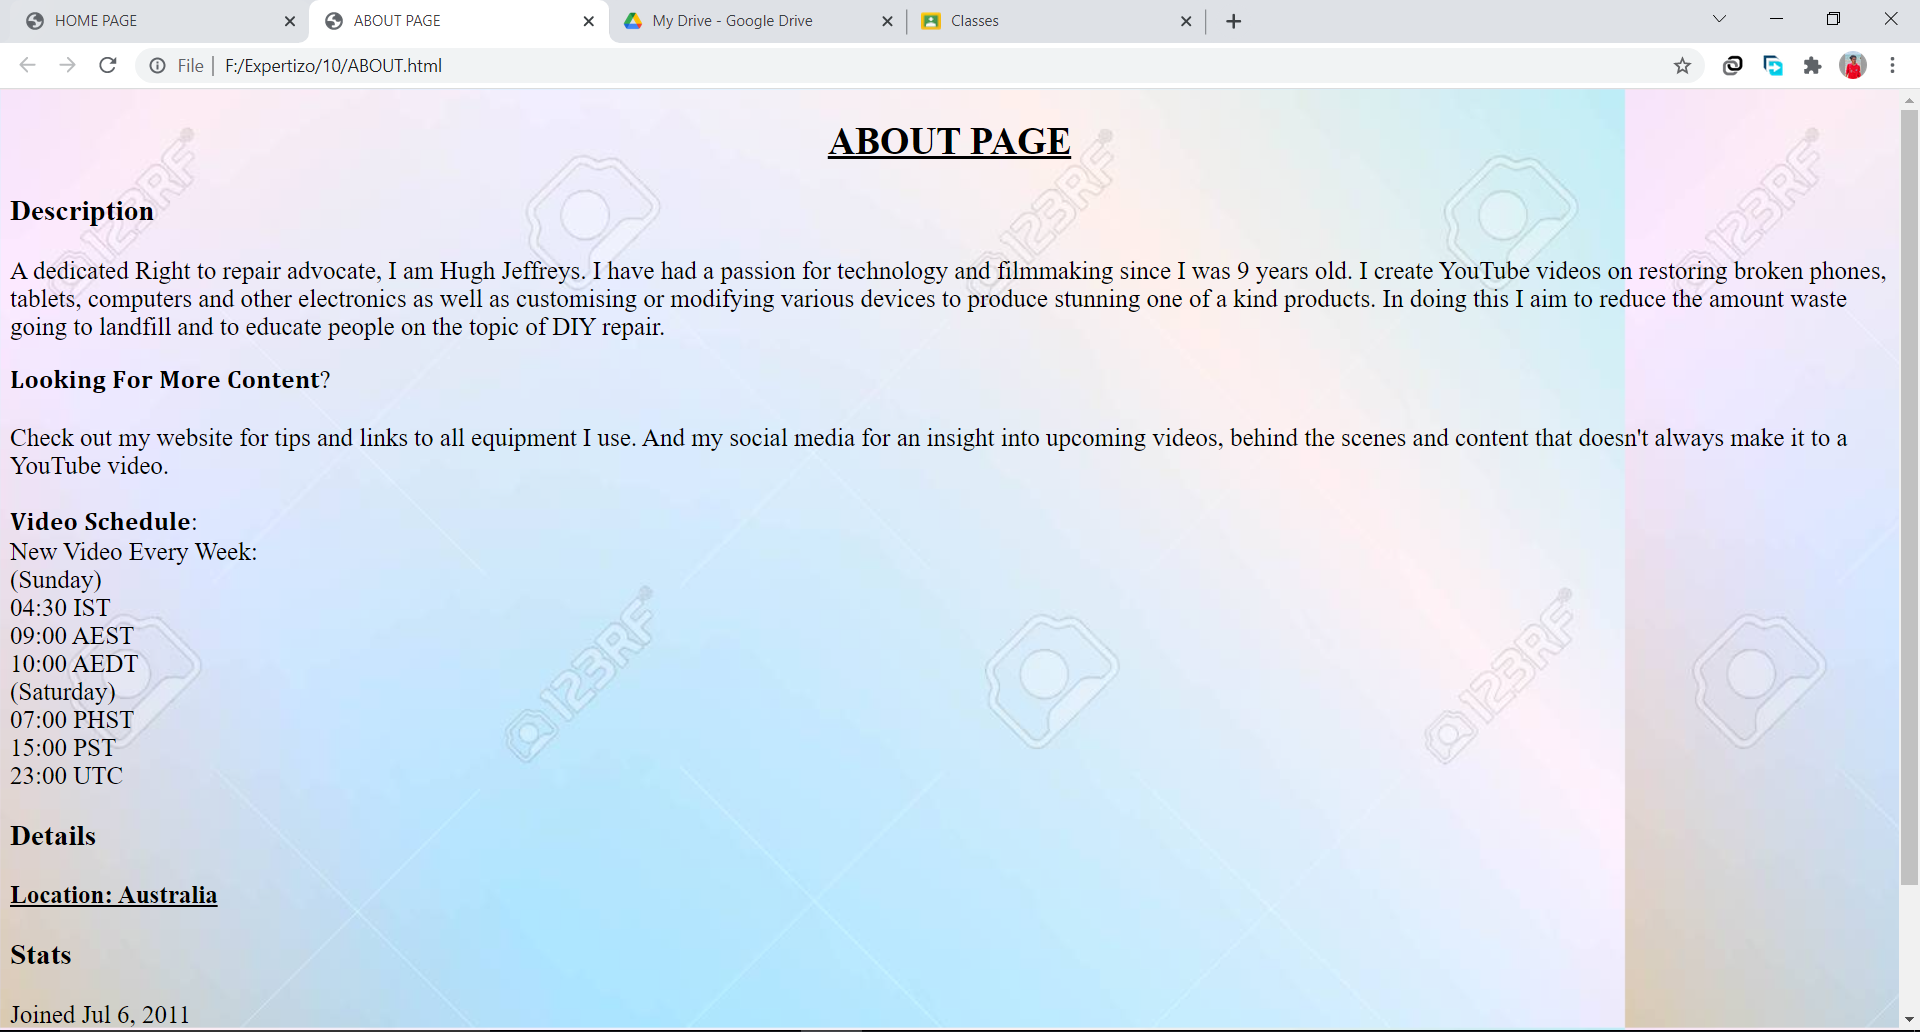 HOME PAGE
ABOUT PAGE
My Drive - Google Drive
Classes
File
F:/Expertizo/10/ABOUT.html
ABOUT PAGE
Description
A dedicated Right to repair advocate, I am Hugh Jeffreys. I have had a passion for technology and filmmaking since I was 9 years old. I create YouTube videos on restoring broken phones,
tablets, computers and other electronics as well as customising or modifying various devices to produce stunning one of a kind products. In doing this I aim to reduce the amount waste
going to landfill and to educate people on the topic of DIY repair.
Looking For More Content?
Check out my website for tips and links to all equipment I use. And my social media for an insight into upcoming videos, behind the scenes and content that doesn't always make it to a
YouTube video.
Video Schedule:
New Video Every Week:
(Sunday)
04:30 IST
09:00 AEST
10:00 AEDT
(Saturday)
07:00 PHST
15:00 PST
23:00 UTC
Details
Location: Australia
Stats
Joined Jul 6, 2011
123RF
123RF
123RF
123RF
123RF